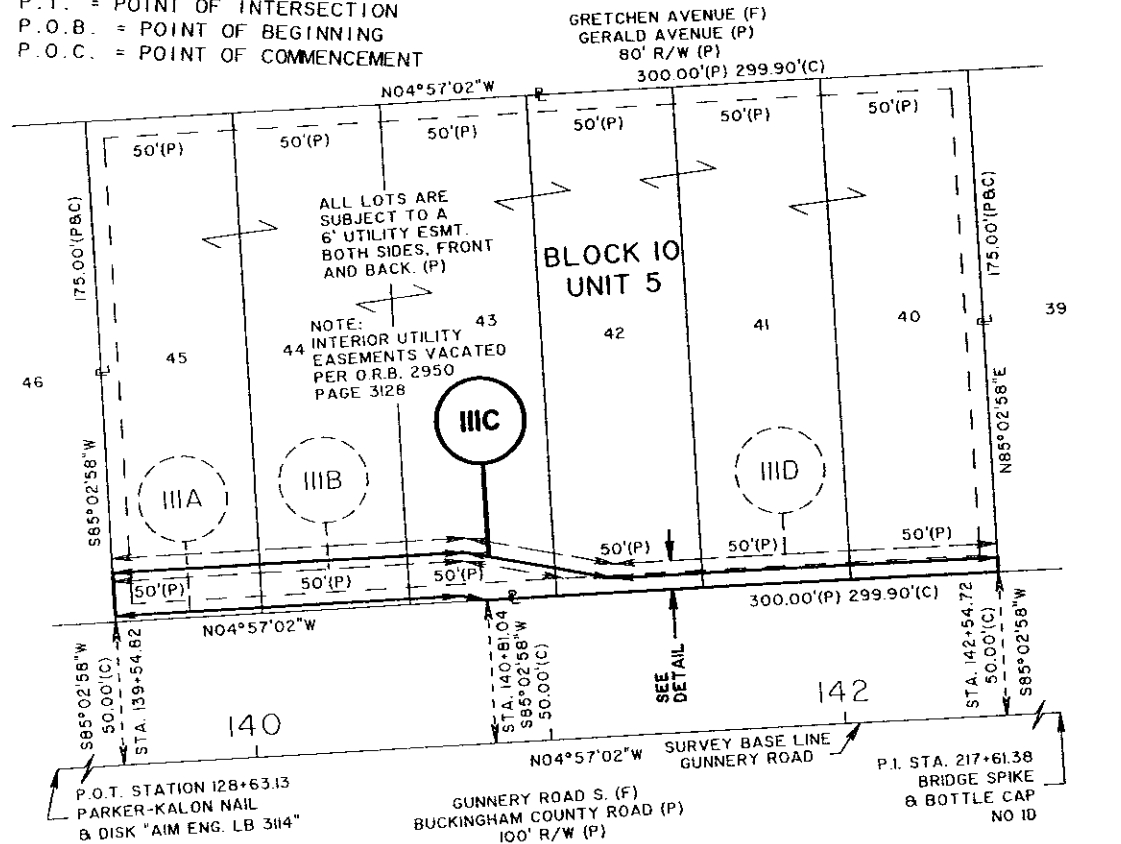 P.I. = POINT OF INTERSECTION
P.O.B. = POINT OF BEGINNING
P.O.C. = POINT OF COMMENCEMENT
GRETCHEN AVENUE (F)
GERALD AVENUE (P)
80' R/W (P)
N04°57'02"W
300.00'(P) 299.90'(C)
50'(P)
50'(P)
50'(P)
50'(P)
50'(P)
50'(P)
175.00'(P&C)
175.00'(P&C)
ALL LOTS ARE
SUBJECT TO A
6' UTILITY ESMT.
BOTH SIDES, FRONT
AND BACK. (P)
BLOCK 10
UNIT 5
NOTE:
INTERIOR UTILITY
EASEMENTS VACATED
PER O.R.B. 2950
PAGE 3128
46
45
44
43
42
41
40
39
S85°02'58"W
N85°02'58"E
111A
111B
111C
111D
50'(P)
50'(P)
50'(P)
50'(P)
50'(P)
50'(P)
N04°57'02"W
300.00'(P) 299.90'(C)
S85°02'58"W
50.00'(C)
STA. 139+54.82
STA. 140+81.04
S85°02'58"W
50.00'(C)
SEE
DETAIL
STA. 142+54.72
50.00'(C)
S85°02'58"W
140
142
N04°57'02"W
SURVEY BASE LINE
GUNNERY ROAD
P.O.T. STATION 128+63.13
PARKER-KALON NAIL
& DISK "AIM ENG. LB 3114"
GUNNERY ROAD S. (F)
BUCKINGHAM COUNTY ROAD (P)
100' R/W (P)
P.I. STA. 217+61.38
BRIDGE SPIKE
& BOTTLE CAP
NO ID